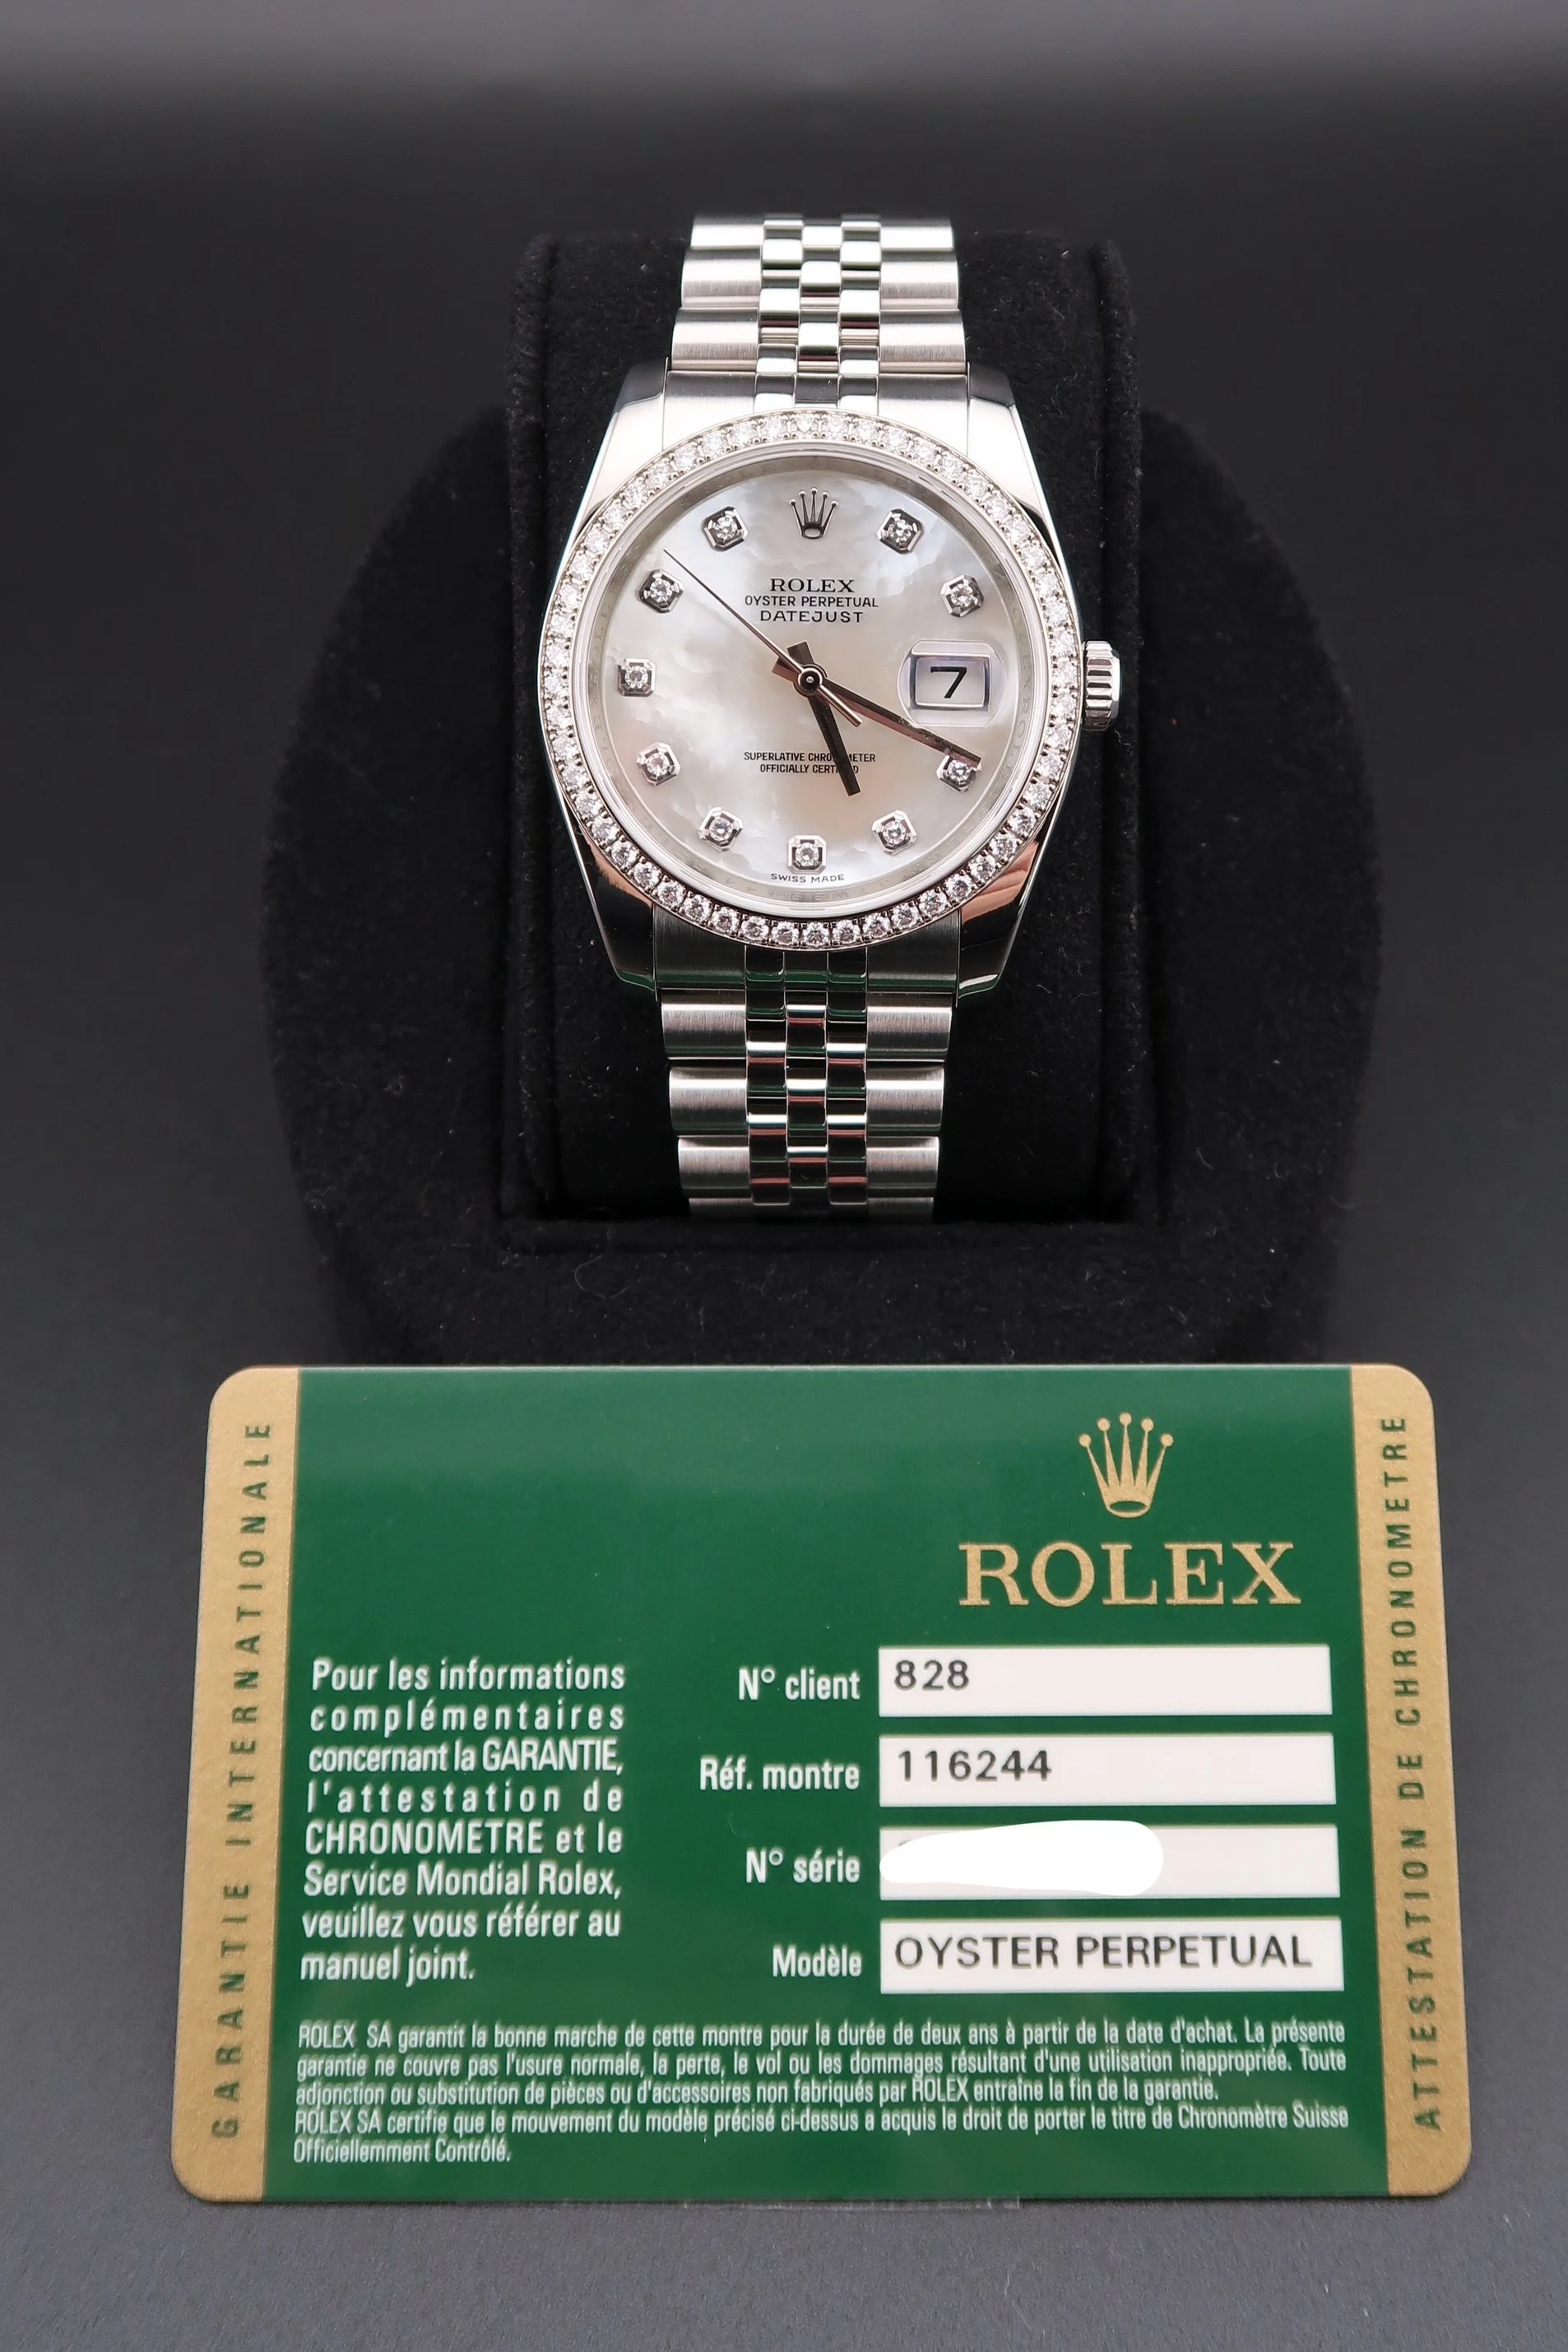 ROLEX
OYSTER PERPETUAL
DATEJUST
7
SUPERLATIVE
OFFICIALLY
SWISS MADE
GARANTIE INTERNATIONALE
ROLEX
Pour les informations
complémentaires
concernant la GARANTIE,
l'attestation de
CHRONOMETRE et le
Service Mondial Rolex,
veuillez vous référer au
manuel joint.
N° client 828
Réf. montre 116244
N° série
Modèle OYSTER PERPETUAL
ROLEX SA garantit la bonne marche de cette montre pour la durée de deux ans à partir de la date d'achat. La présente
garantie ne couvre pas l'usure normale, la perte, le vol ou les dommages résultant d'une utilisation inappropriée. Toute
adjonction ou substitution de pièces ou d'accessoires non fabriqués par ROLEX entraîne la fin de la garantie.
ROLEX SA certifie que le mouvement du modèle précisé ci-dessus a acquis le droit de porter le titre de Chronomètre Suisse
Officiellemment Contrôlé.
ATTESTATION DE CHRONOMETRE